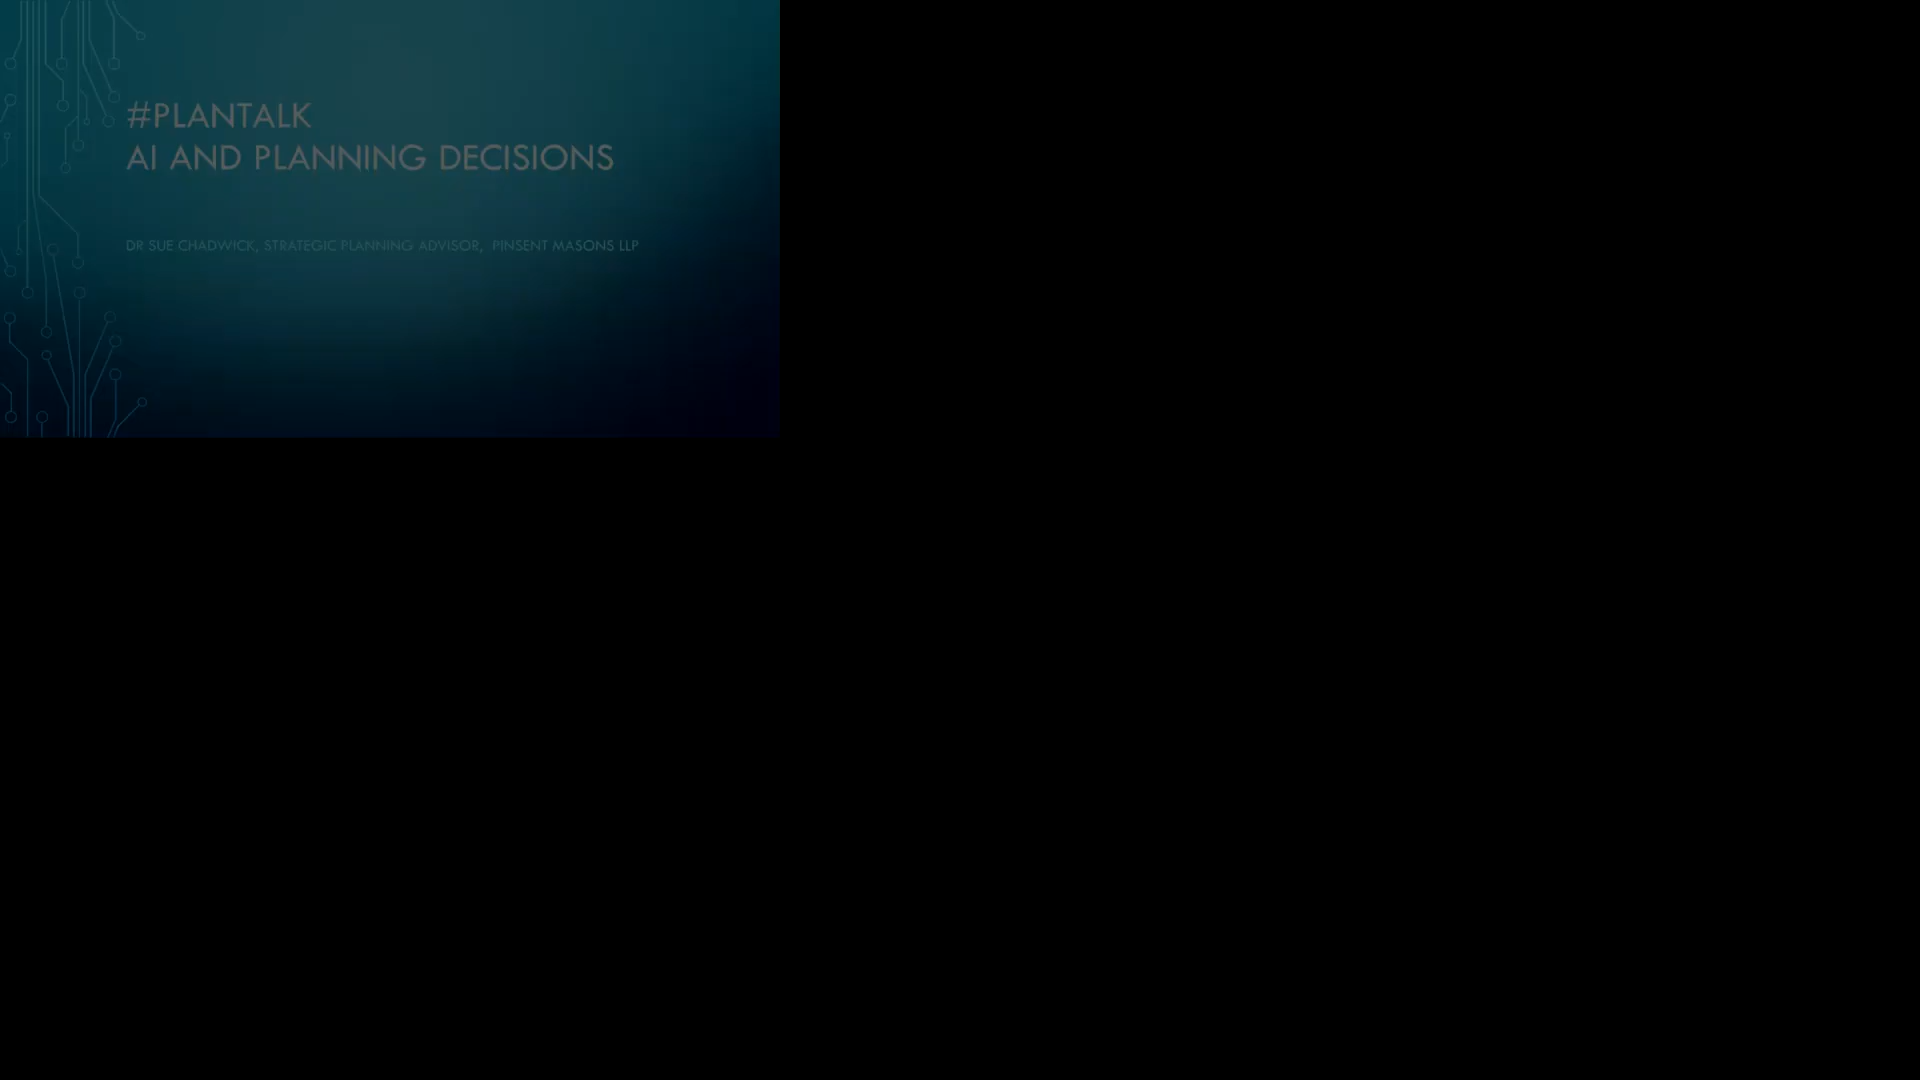 #PLANTALK
AI AND PLANNING DECISIONS
DR SUE CHADWICK, STRATEGIC PLANNING ADVISOR, PINSENT MASONS LLP